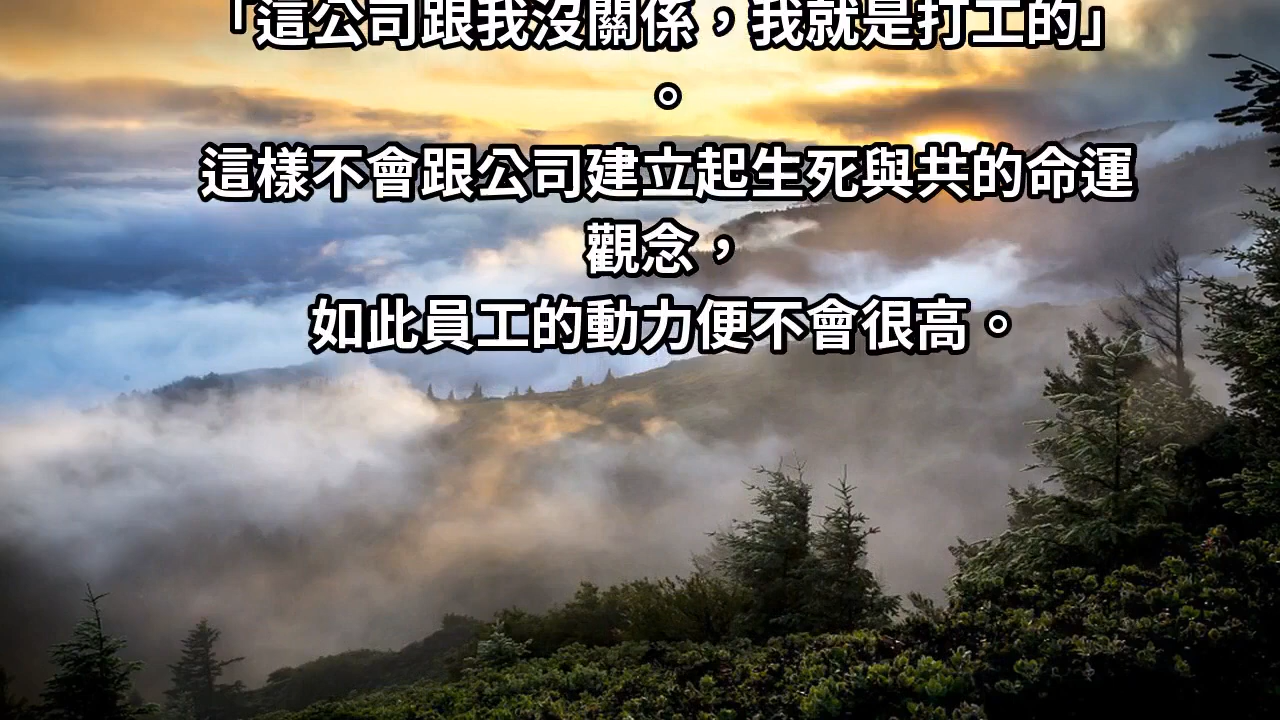 「這公司跟我沒關係，我就是打工的」
。
這樣不會跟公司建立起生死與共的命運
觀念，
如此員工的動力便不會很高。